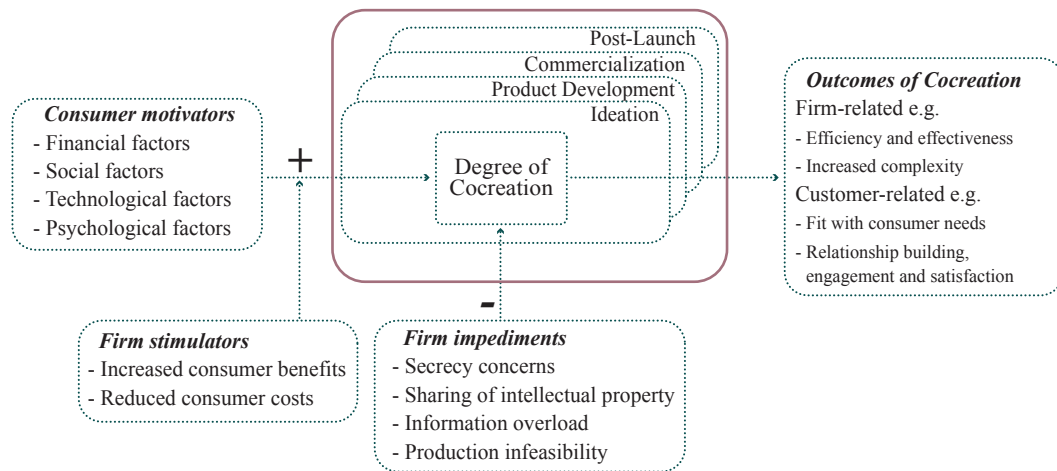 Post-Launch
Commercialization
Product Development
Ideation
Consumer motivators
- Financial factors
- Social factors
- Technological factors
- Psychological factors
+
Degree of
Cocreation
Outcomes of Cocreation
Firm-related e.g.
- Efficiency and effectiveness
- Increased complexity
Customer-related e.g.
- Fit with consumer needs
- Relationship building,
engagement and satisfaction
-
Firm stimulators
- Increased consumer benefits
- Reduced consumer costs
Firm impediments
- Secrecy concerns
- Sharing of intellectual property
- Information overload
- Production infeasibility